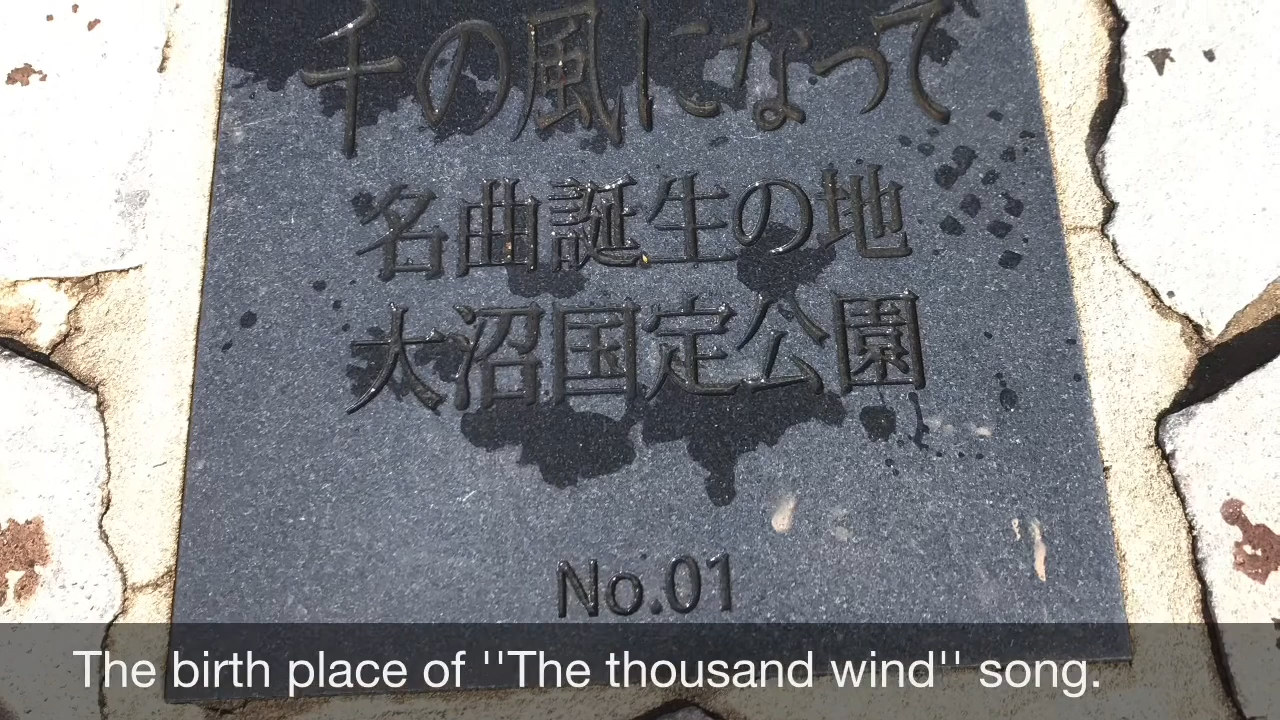 千の風になって
名曲誕生の地
大沼国定公園
No.01
The birth place of ''The thousand wind'' song.